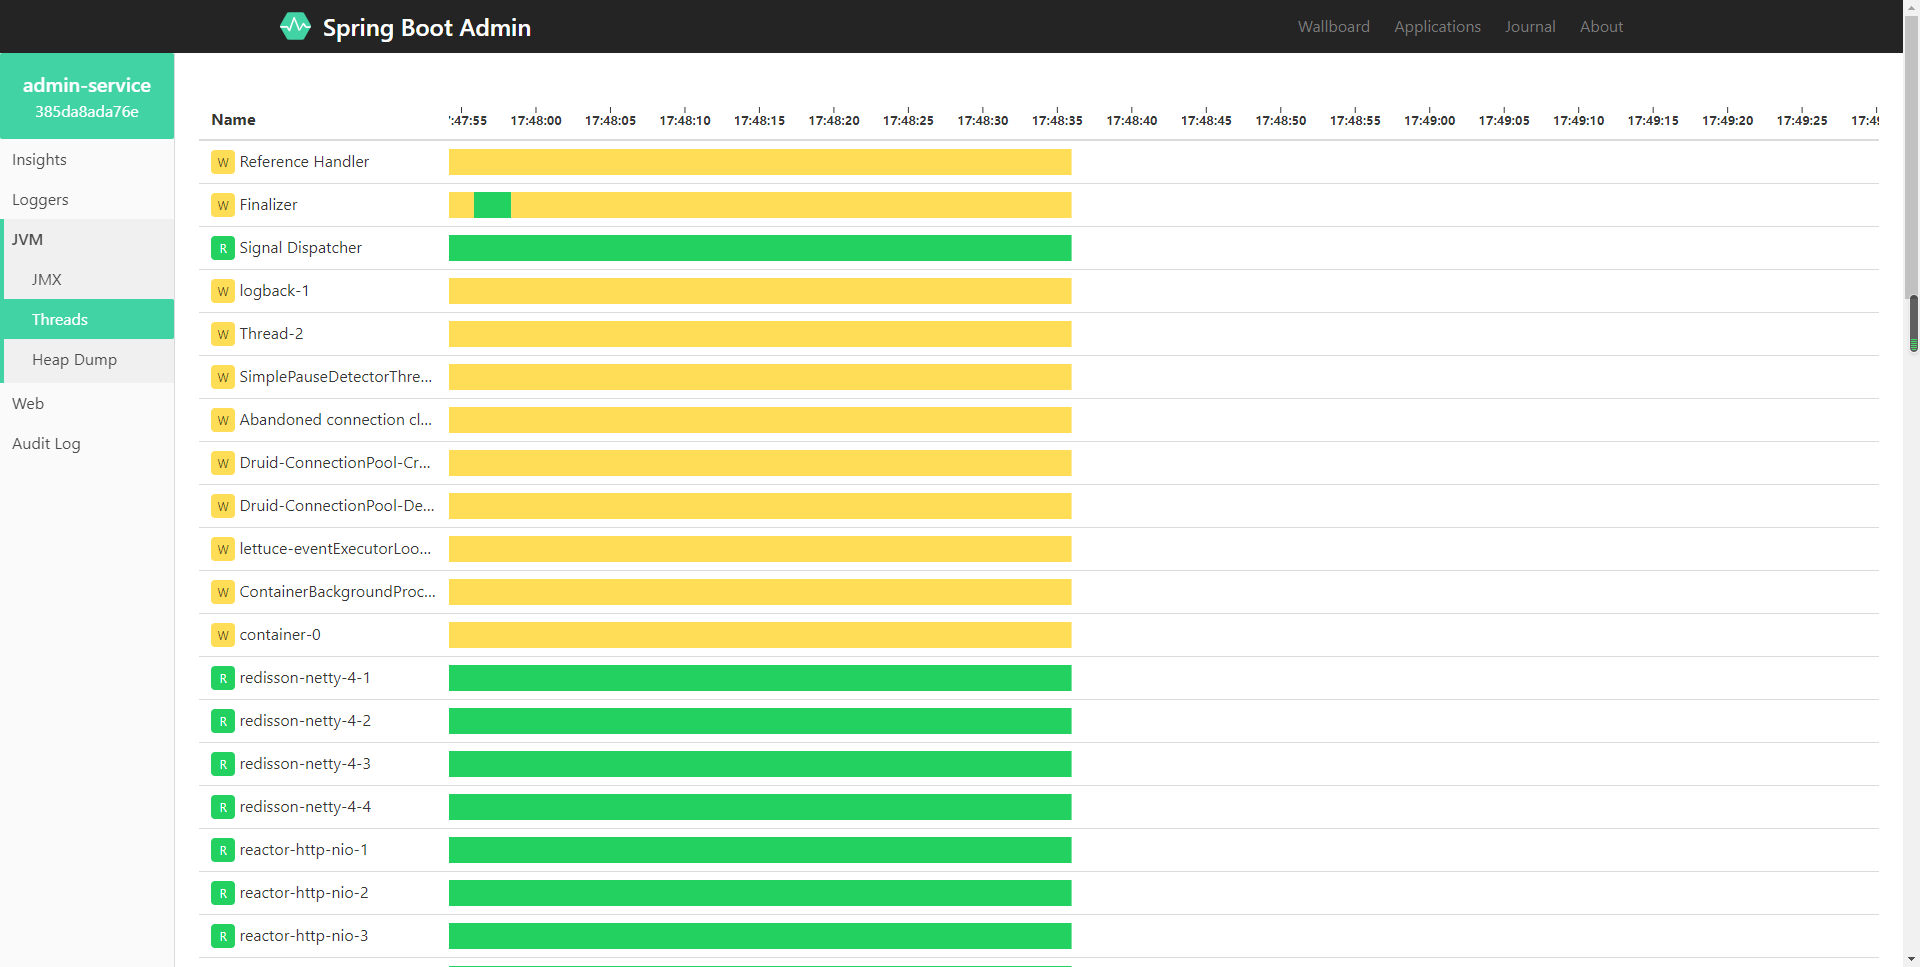 Spring Boot Admin
Wallboard Applications Journal About
admin-service
385da8ada76e
Insights
Loggers
JVM
JMX
Threads
Heap Dump
Web
Audit Log
Name :47:55 17:48:00 17:48:05 17:48:10 17:48:15 17:48:20 17:48:25 17:48:30 17:48:35 17:48:40 17:48:45 17:48:50 17:48:55 17:49:00 17:49:05 17:49:10 17:49:15 17:49:20 17:49:25 17:49
W Reference Handler
W Finalizer
R Signal Dispatcher
W logback-1
W Thread-2
W SimplePauseDetectorThre...
W Abandoned connection cl...
W Druid-ConnectionPool-Cr...
W Druid-ConnectionPool-De...
W lettuce-eventExecutorLoo...
W ContainerBackgroundProc...
W container-0
R redisson-netty-4-1
R redisson-netty-4-2
R redisson-netty-4-3
R redisson-netty-4-4
R reactor-http-nio-1
R reactor-http-nio-2
R reactor-http-nio-3